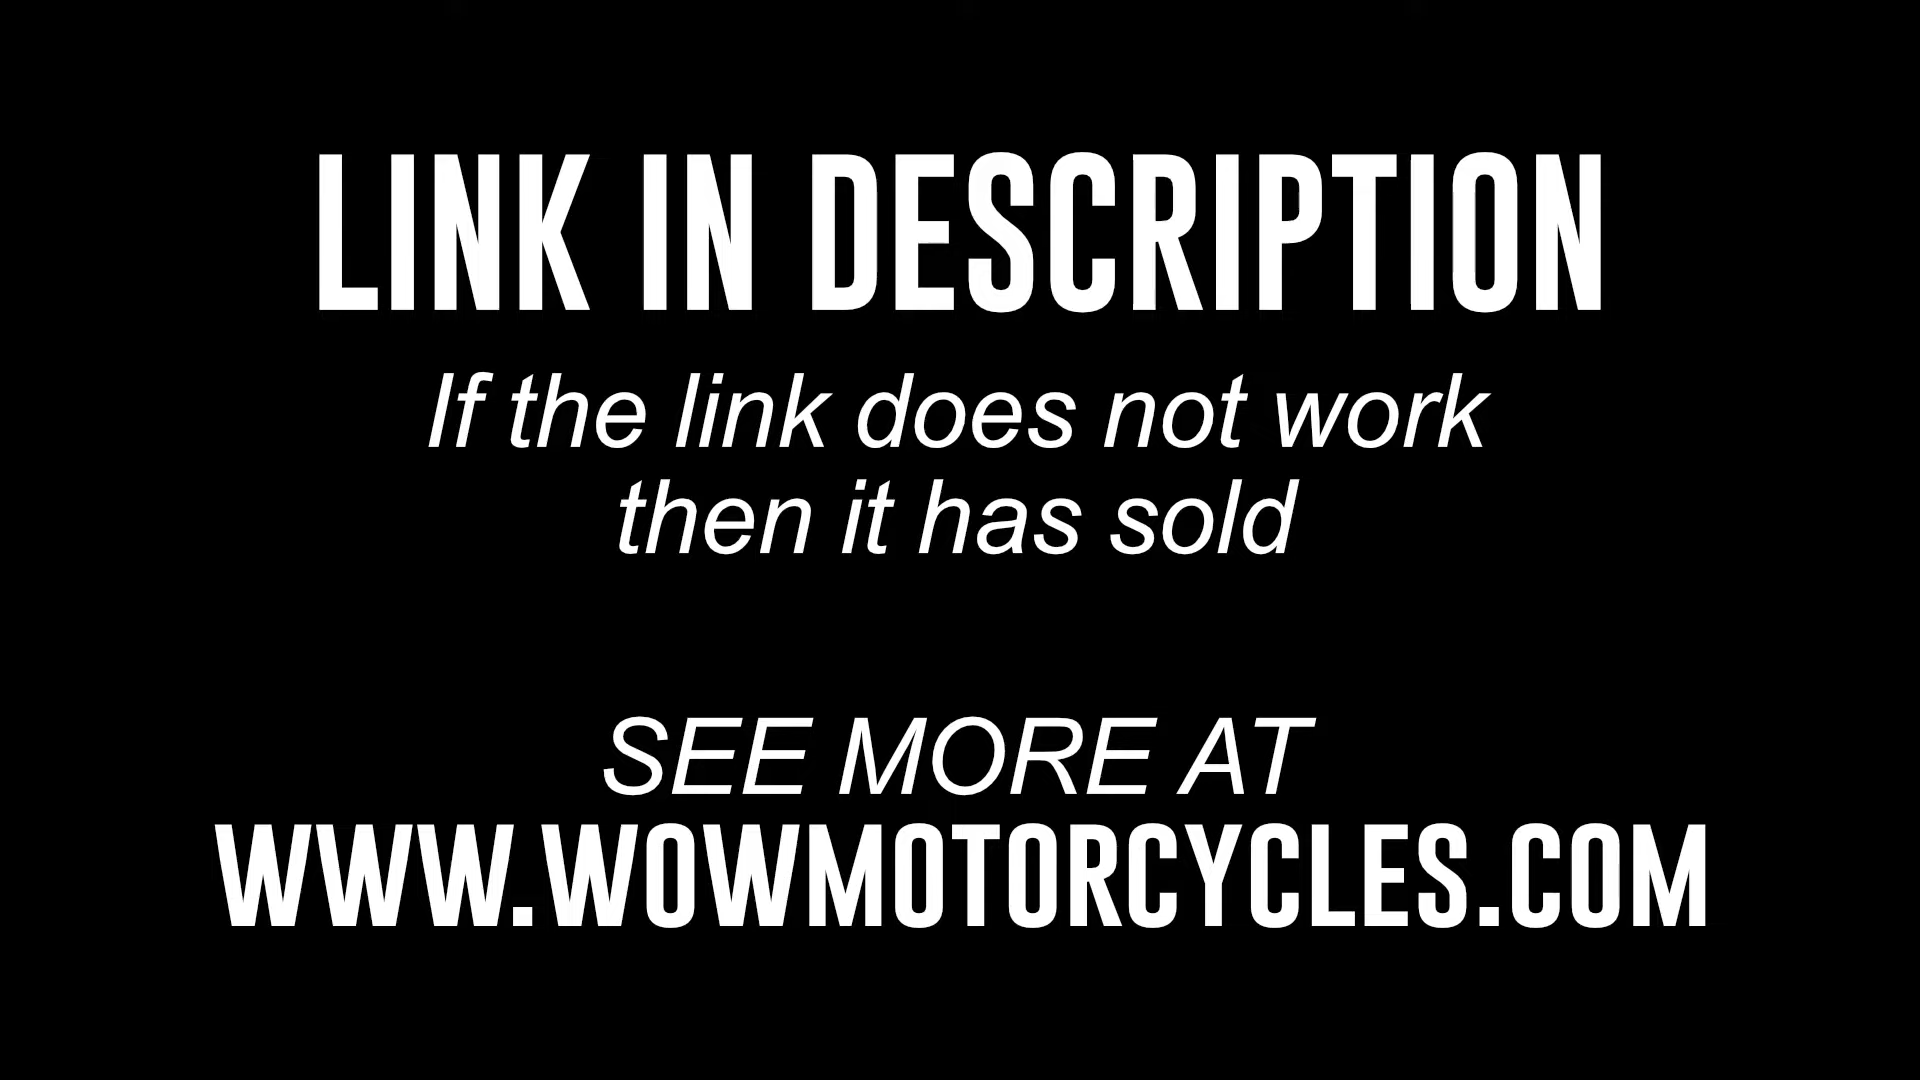 LINK IN DESCRIPTION
If the link does not work
then it has sold
SEE MORE AT
WWW.WOWMOTORCYCLES.COM